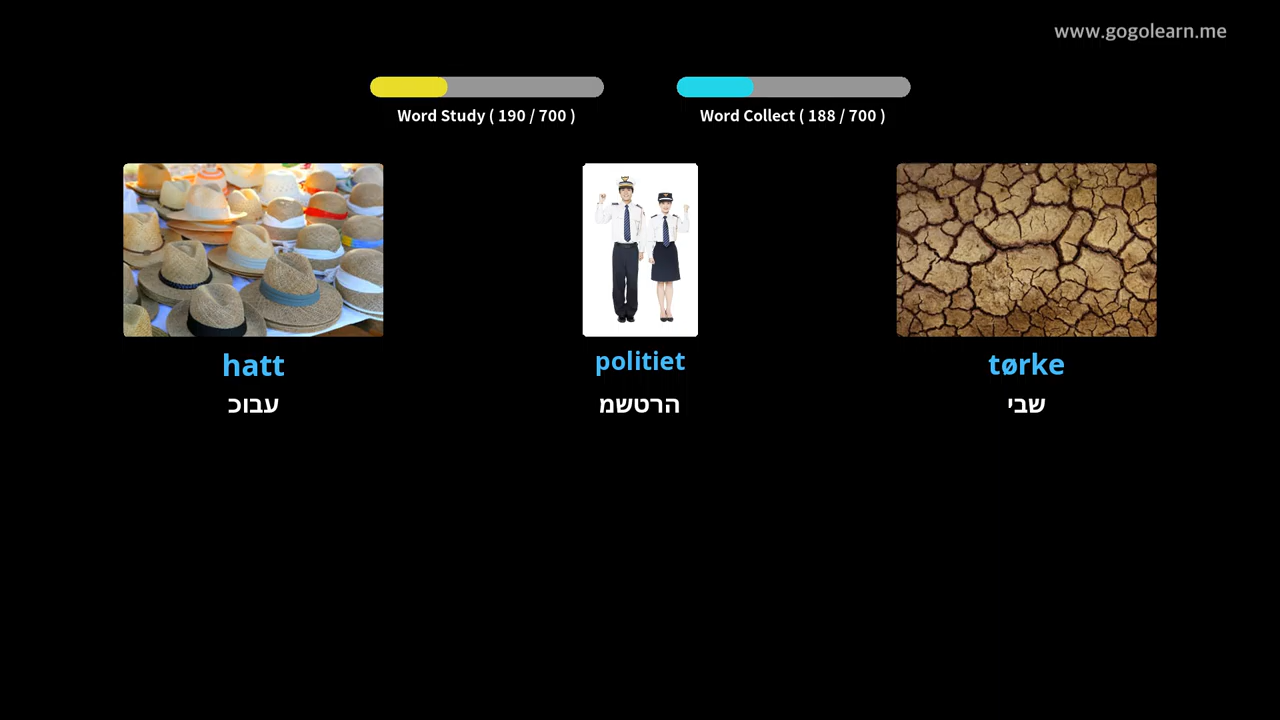 www.gogolearn.me
Word Study ( 190 / 700 )
Word Collect ( 188 / 700 )
hatt
עבוכ
politiet
הרטשמ
tørke
שבי